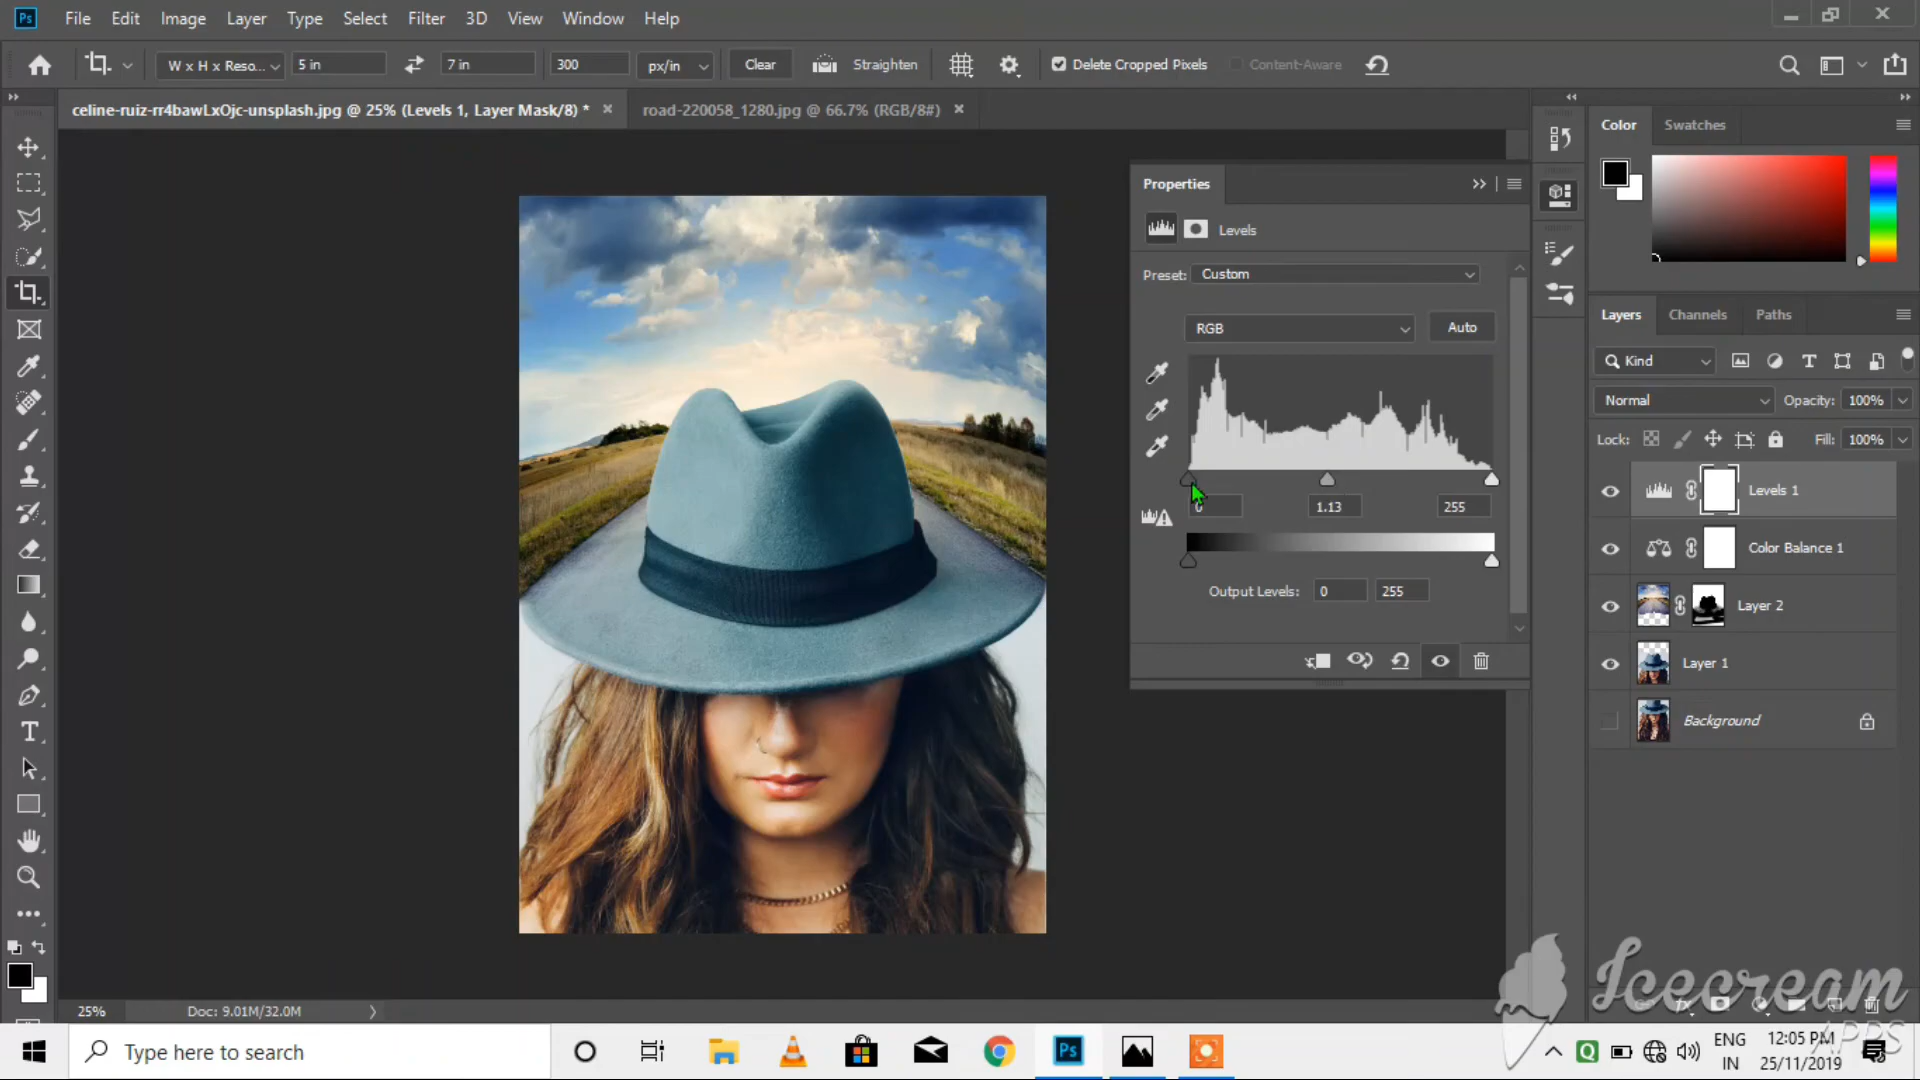 Ps File Edit Image Layer Type Select Filter 3D View Window Help
W x H x Reso... 5 in 7 in 300 px/in Clear Straighten Delete Cropped Pixels Content-Aware
celine-ruiz-rr4bawLxOjc-unsplash.jpg @ 25% (Levels 1, Layer Mask/8) * × road-220058_1280.jpg @ 66.7% (RGB/8#) ×
Color Swatches
Properties
Levels
Preset: Custom
RGB Auto
0 1.13 255
Output Levels: 0 255
Layers Channels Paths
Kind
Normal Opacity: 100%
Lock: Fill: 100%
Levels 1
Color Balance 1
Layer 2
Layer 1
Background
25% Doc: 9.01M/32.0M
Icecream
APPS
Type here to search
Ps
ENG
IN
12:05 PM
25/11/2019